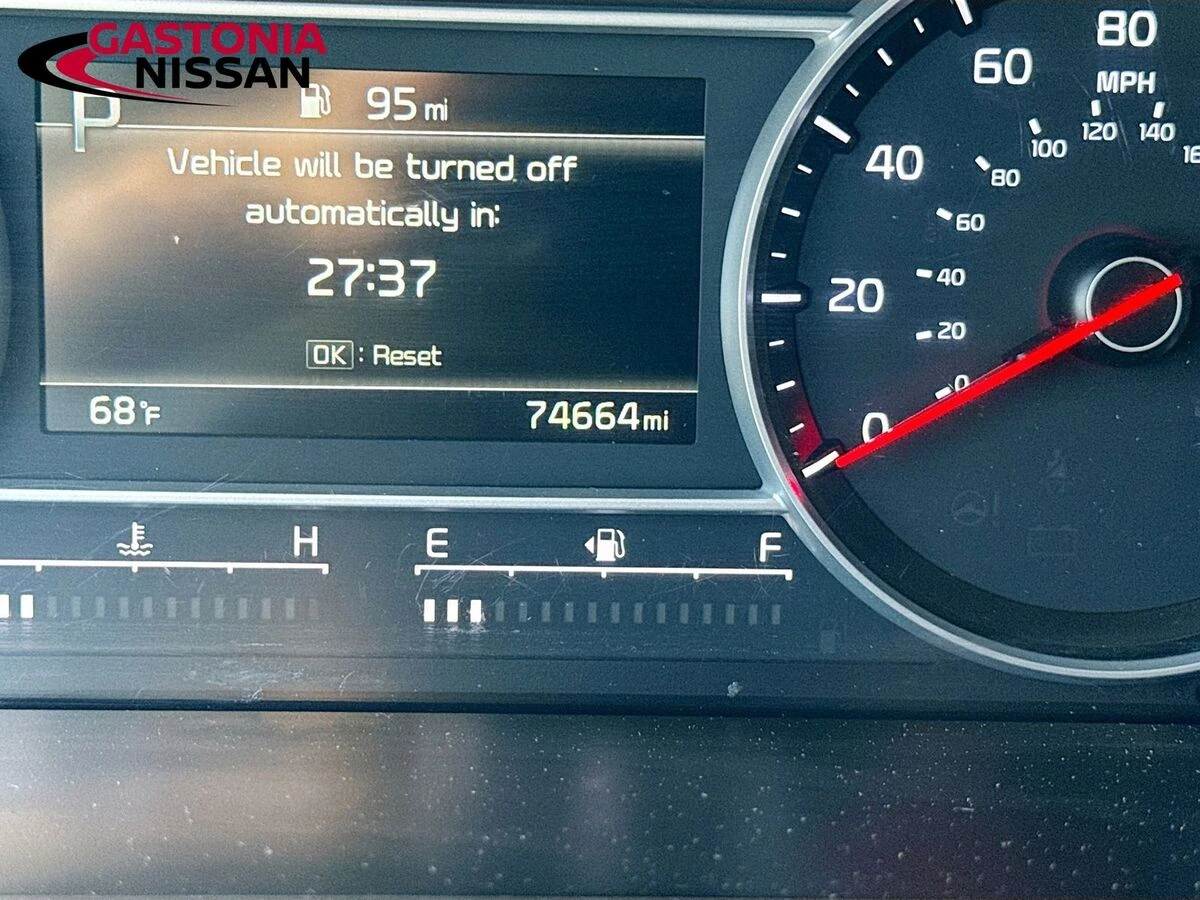 GASTONIA
NISSAN
P
95 mi
Vehicle will be turned off
automatically in:
27:37
OK : Reset
68°F
74664mi
H
E
F
80
60
MPH
40
20
0
140
120
100
80
60
40
20
0